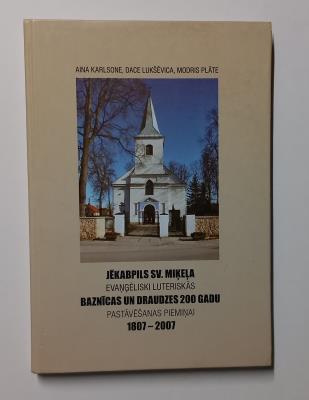 AINA KARLSONE, DACE LUKŠĒVICA, MODRIS PLĀTE
JĒKABPILS SV. MIĶEĻA
EVAŅĢĒLISKI LUTERISKĀS
BAZNĪCAS UN DRAUDZES 200 GADU
PASTĀVĒŠANAS PIEMIŅAI
1807 – 2007